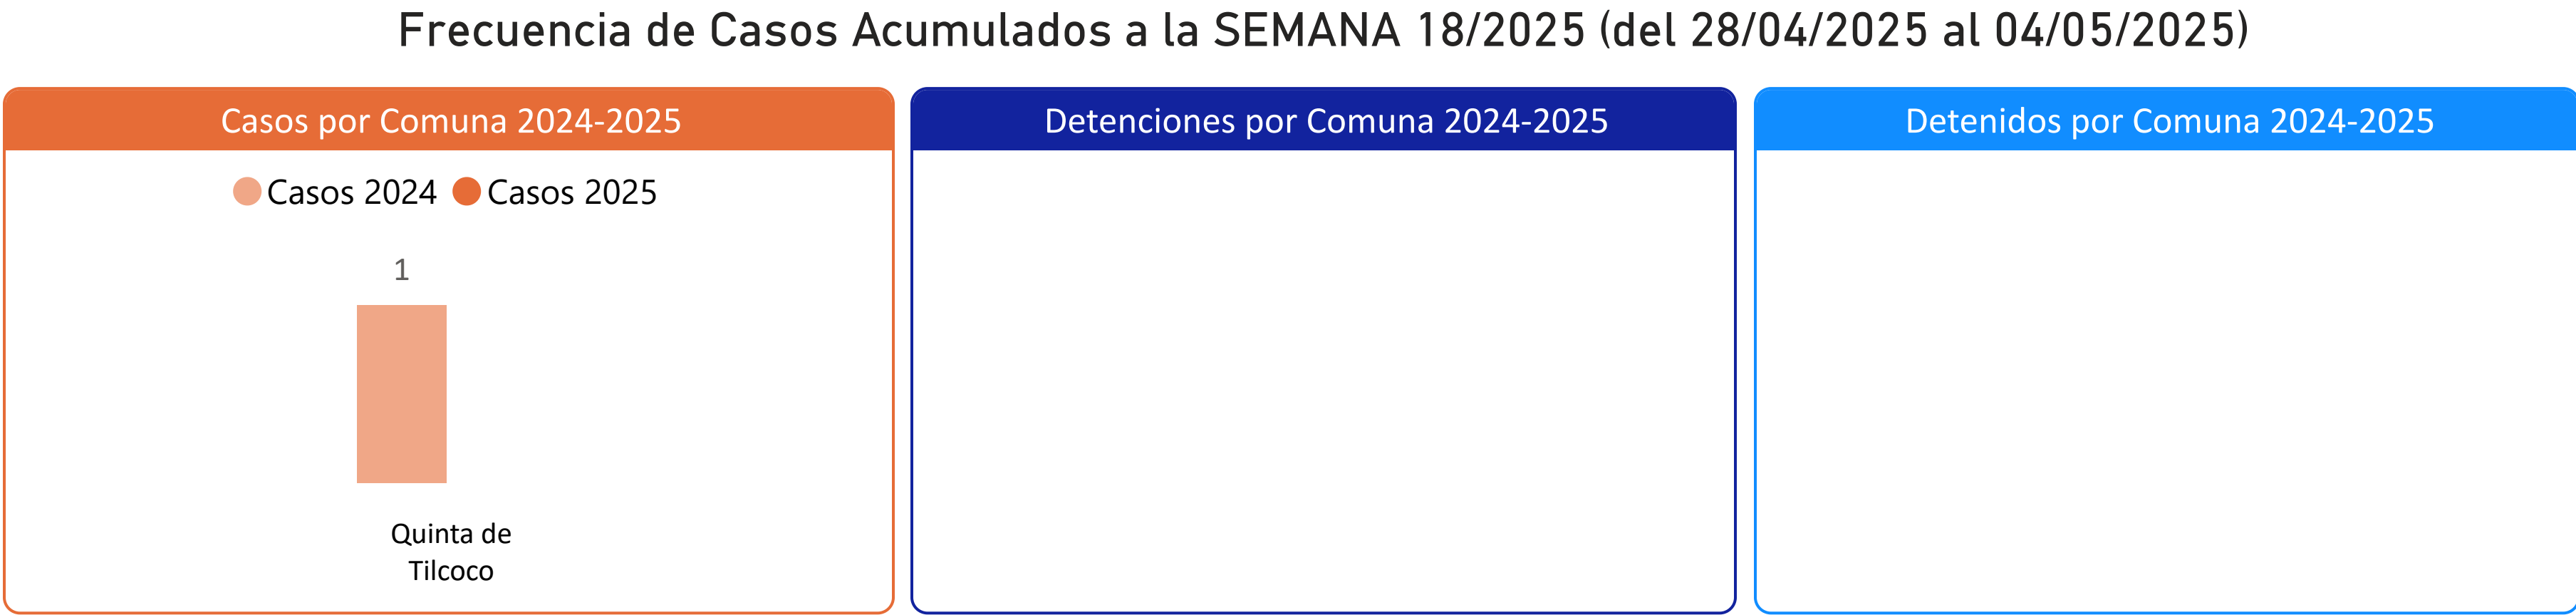 Frecuencia de Casos Acumulados a la SEMANA 18/2025 (del 28/04/2025 al 04/05/2025)
Casos por Comuna 2024-2025
Casos 2024 Casos 2025
1
Quinta de
Tilcoco
Detenciones por Comuna 2024-2025
Detenidos por Comuna 2024-2025